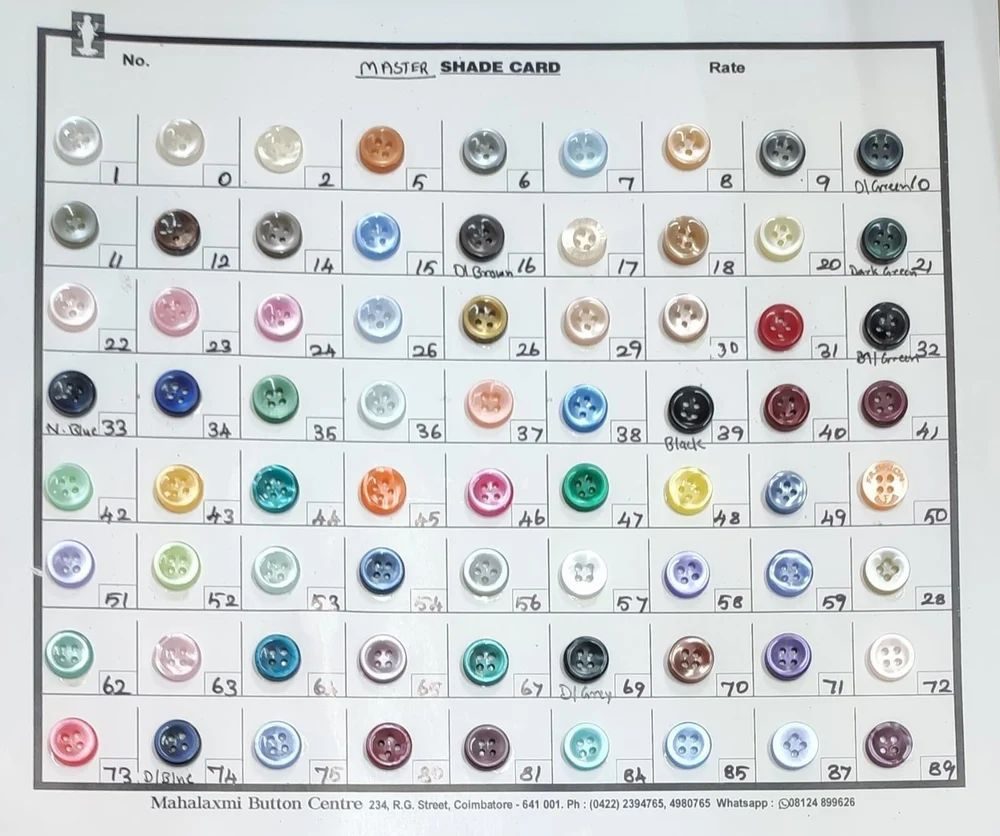 No. MASTER SHADE CARD Rate
1 0 2 5 6 7 8 9 D/Green 10
11 12 14 15 D/Brown 16 17 18 20 Dark Green 21
22 23 24 26 26 29 30 31 32
N.Blue 33 34 35 36 37 38 Black 39 40 41
42 43 44 45 46 47 48 49 50
51 52 53 54 56 57 58 59 28
62 63 67 D/Grey 69 70 71 72
73 D/Blue 74 75 80 81 84 85 87 89
Mahalaxmi Button Centre 234, R.G. Street, Coimbatore - 641 001. Ph : (0422) 2394765, 4980765 Whatsapp : 08124 899626